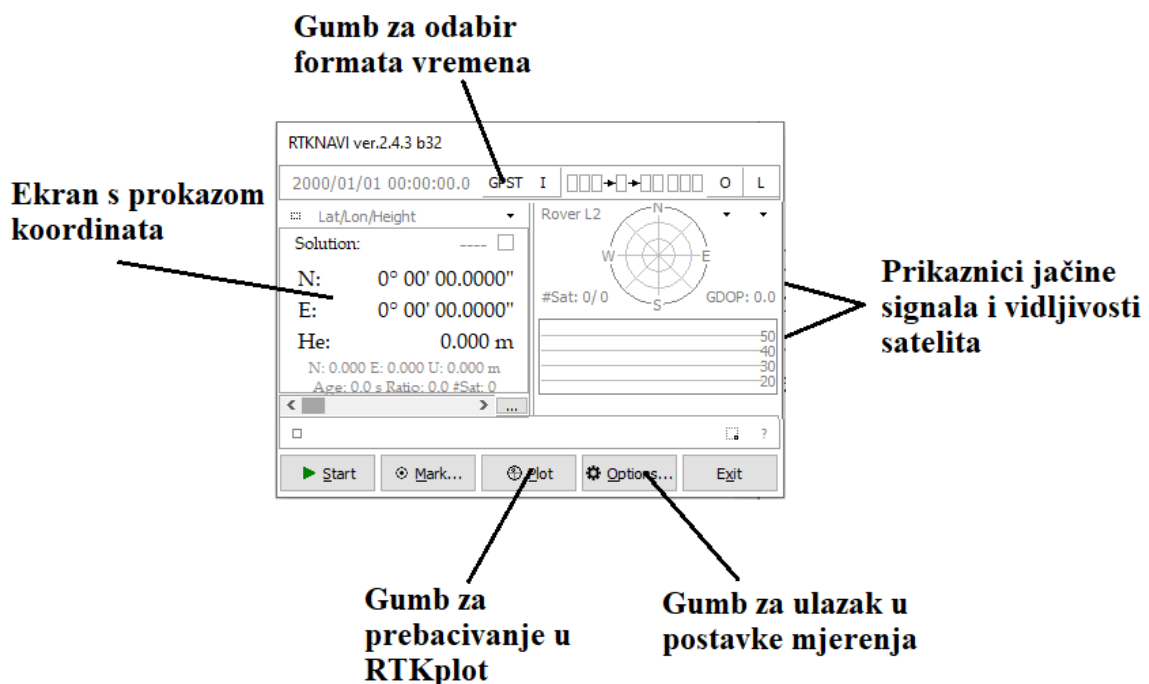 Gumb za odabir
formata vremena
RTKNAVI ver.2.4.3 b32
2000/01/01 00:00:00.0 GPST I O L
Ekran s prokazom
koordinata
Lat/Lon/Height
Solution: ----
N: 0° 00' 00.0000"
E: 0° 00' 00.0000"
He: 0.000 m
N: 0.000 E: 0.000 U: 0.000 m
Age: 0.0 s Ratio: 0.0 #Sat: 0
...
Rover L2
N
W E
S
#Sat: 0/0 GDOP: 0.0
50
40
30
20
Prikaznici jačine
signala i vidljivosti
satelita
?
Start Mark... Plot Options... Exit
Gumb za
prebacivanje u
RTKplot
Gumb za ulazak u
postavke mjerenja